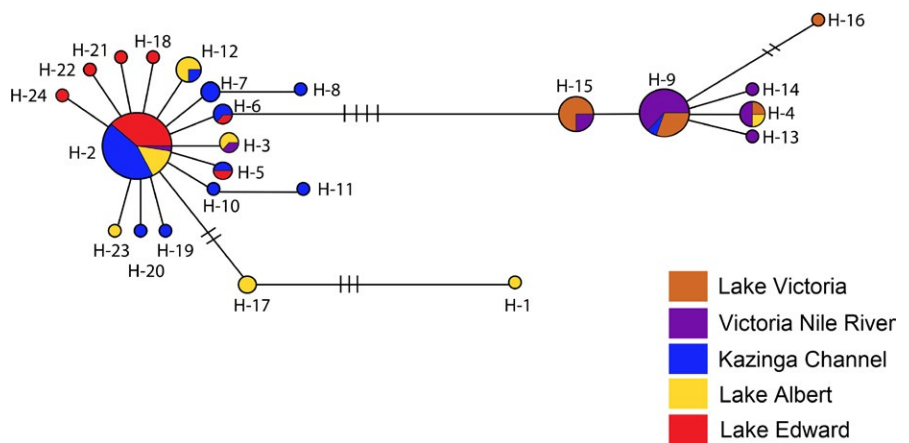 H-16
H-21
H-18
H-12
H-22
H-7
H-8
H-15
H-9
H-14
H-24
H-6
H-4
H-2
H-3
H-13
H-5
H-10
H-11
H-23
H-19
H-20
H-17
H-1
Lake Victoria
Victoria Nile River
Kazinga Channel
Lake Albert
Lake Edward